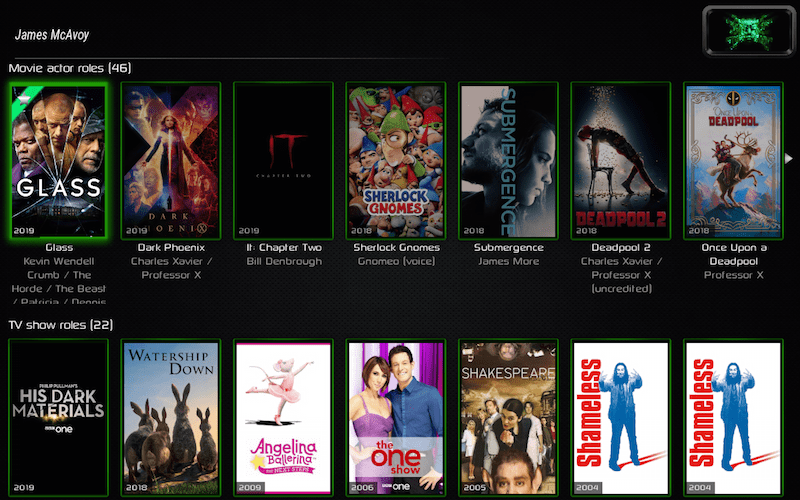 James McAvoy
Movie actor roles (46)
GLASS
2019
DARK
PHOENIX
2019
IT
CHAPTER TWO
2019
SHERLOCK
GNOMES
2018
SUBMERGENCE
2018
DEADPOOL 2
2018
Once Upon a
DEADPOOL
2018
Glass
Kevin Wendell
Crumb / The
Horde / The Beast
/ Patricia / Dennis
Dark Phoenix
Charles Xavier /
Professor X
It: Chapter Two
Bill Denbrough
Sherlock Gnomes
Gnomeo (voice)
Submergence
James More
Deadpool 2
Charles Xavier /
Professor X
(uncredited)
Once Upon a
Deadpool
Professor X
TV show roles (22)
PHILIP PULLMAN'S
HIS DARK
MATERIALS
BBC one
2019
WATERSHIP
DOWN
2018
Angelina
Ballerina
THE NEXT STEPS
2009
the
one
show
BBC one
2006
SHAKESPEARE
2005
Shameless
2004
Shameless
2004